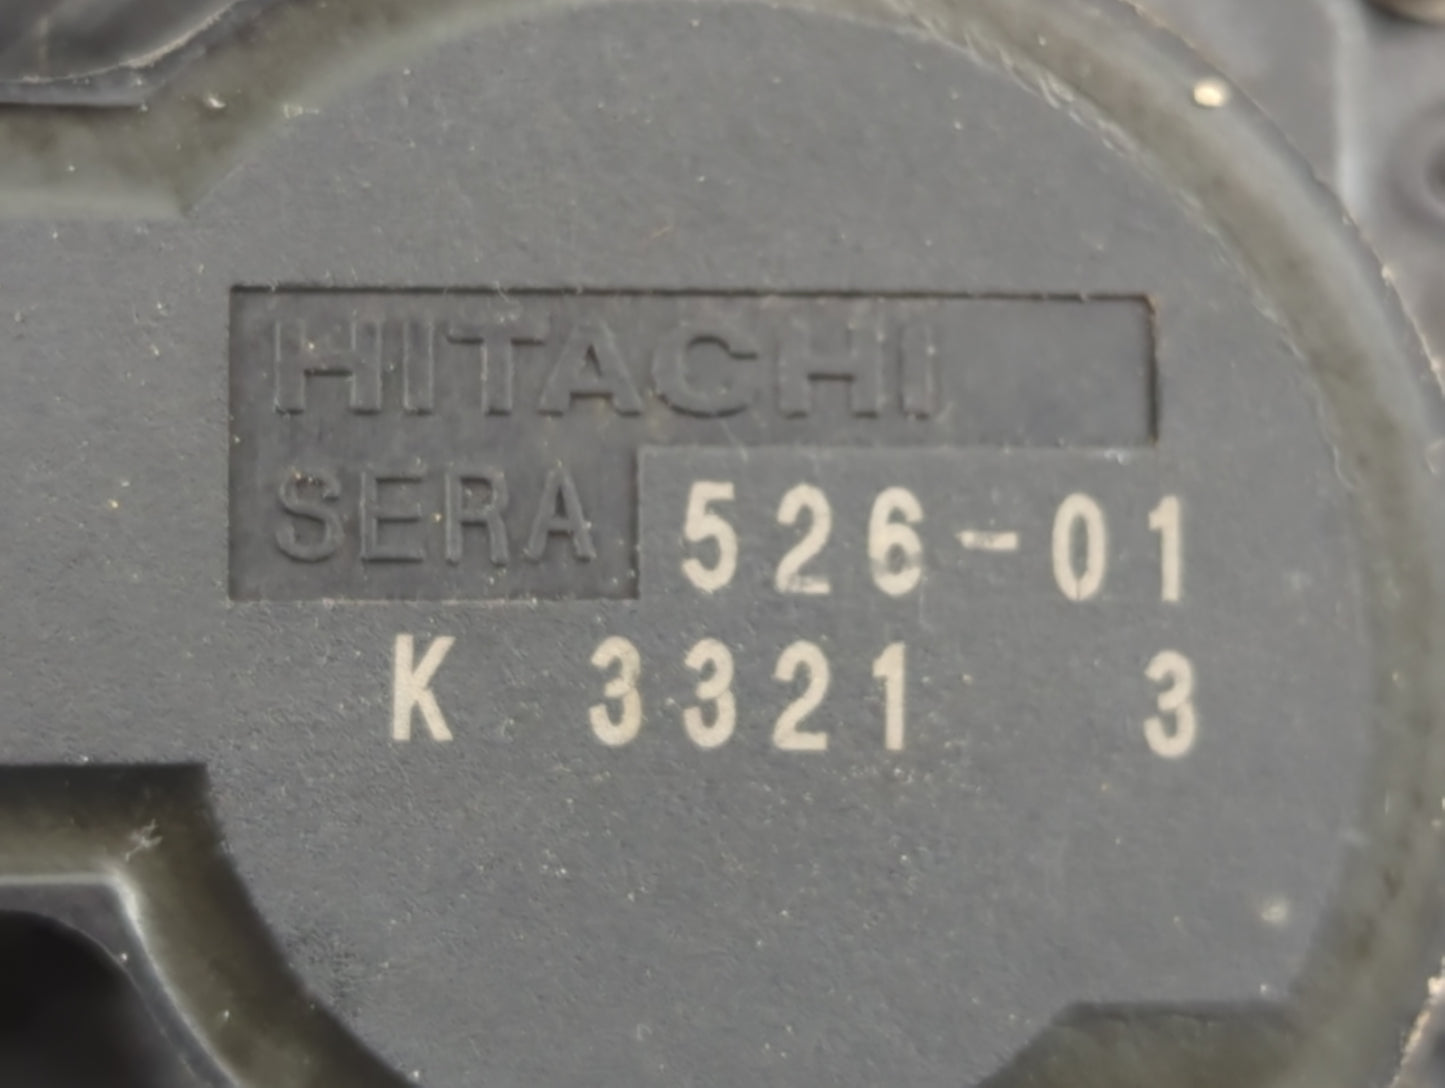 HITACHI
SERA 526-01
K 3321 3